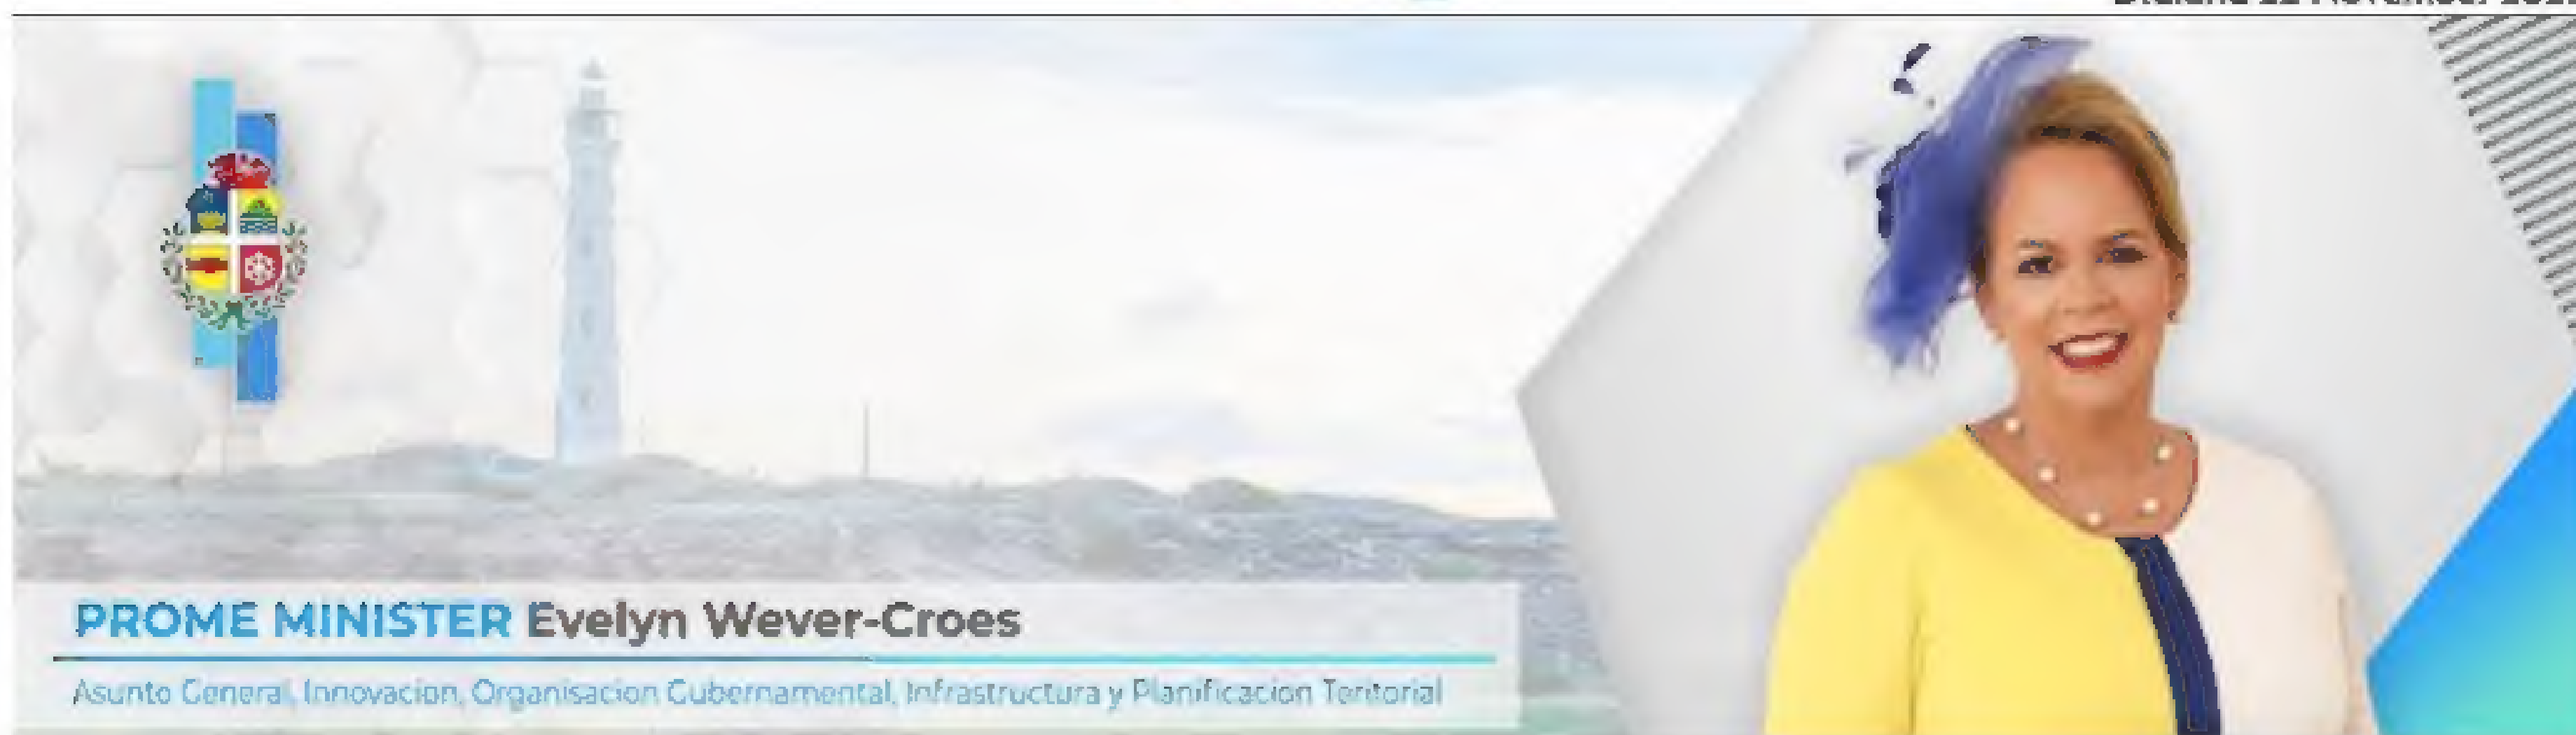 PROME MINISTER Evelyn Wever-Croes
Asunto General, Innovacion, Organisacion Gubernamental, Infrastructura y Planificacion Teritorial